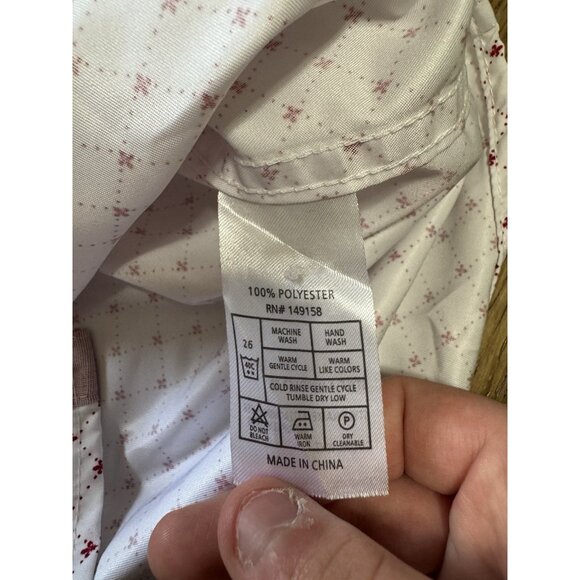 100% POLYESTER
RN# 149158
26
40C
MACHINE WASH
HAND WASH
WARM GENTLE CYCLE
WARM LIKE COLORS
COLD RINSE GENTLE CYCLE
TUMBLE DRY LOW
DO NOT BLEACH
WARM IRON
P
DRY CLEANABLE
MADE IN CHINA